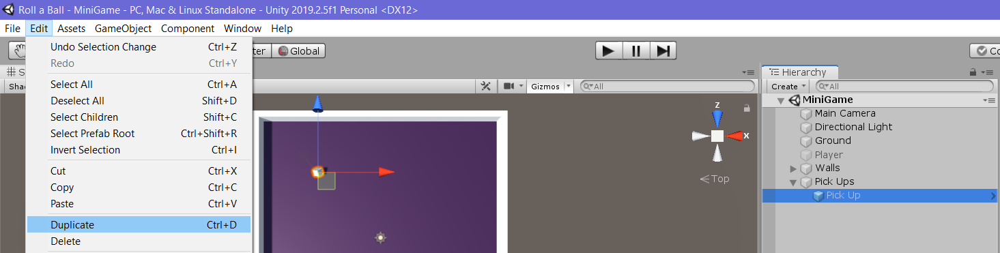 Roll a Ball - MiniGame - PC, Mac & Linux Standalone - Unity 2019.2.5f1 Personal <DX12>
File Edit Assets GameObject Component Window Help
Undo Selection Change Ctrl+Z
Redo Ctrl+Y
Select All Ctrl+A
Deselect All Shift+D
Select Children Shift+C
Select Prefab Root Ctrl+Shift+R
Invert Selection Ctrl+I
Cut Ctrl+X
Copy Ctrl+C
Paste Ctrl+V
Duplicate Ctrl+D
Delete
Global
Gizmos All
z
x
Top
Hierarchy
Create All
MiniGame
Main Camera
Directional Light
Ground
Player
Walls
Pick Ups
Pick Up